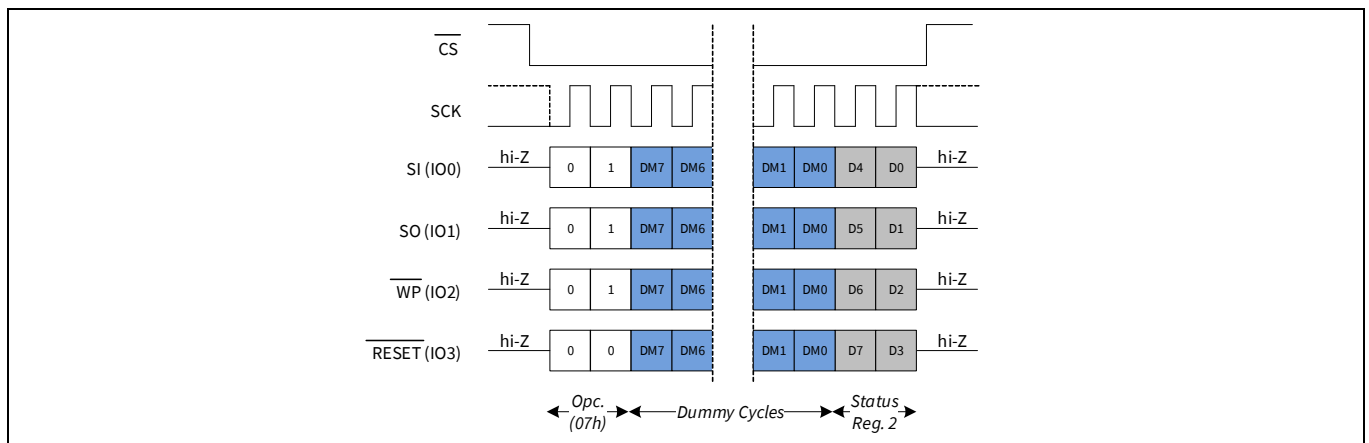 CS
SCK
SI (IO0) hi-Z 0 1 DM7 DM6 DM1 DM0 D4 D0 hi-Z
SO (IO1) hi-Z 0 1 DM7 DM6 DM1 DM0 D5 D1 hi-Z
WP (IO2) hi-Z 0 1 DM7 DM6 DM1 DM0 D6 D2 hi-Z
RESET (IO3) hi-Z 0 0 DM7 DM6 DM1 DM0 D7 D3 hi-Z
Opc. Dummy Cycles Status
(07h) Reg. 2